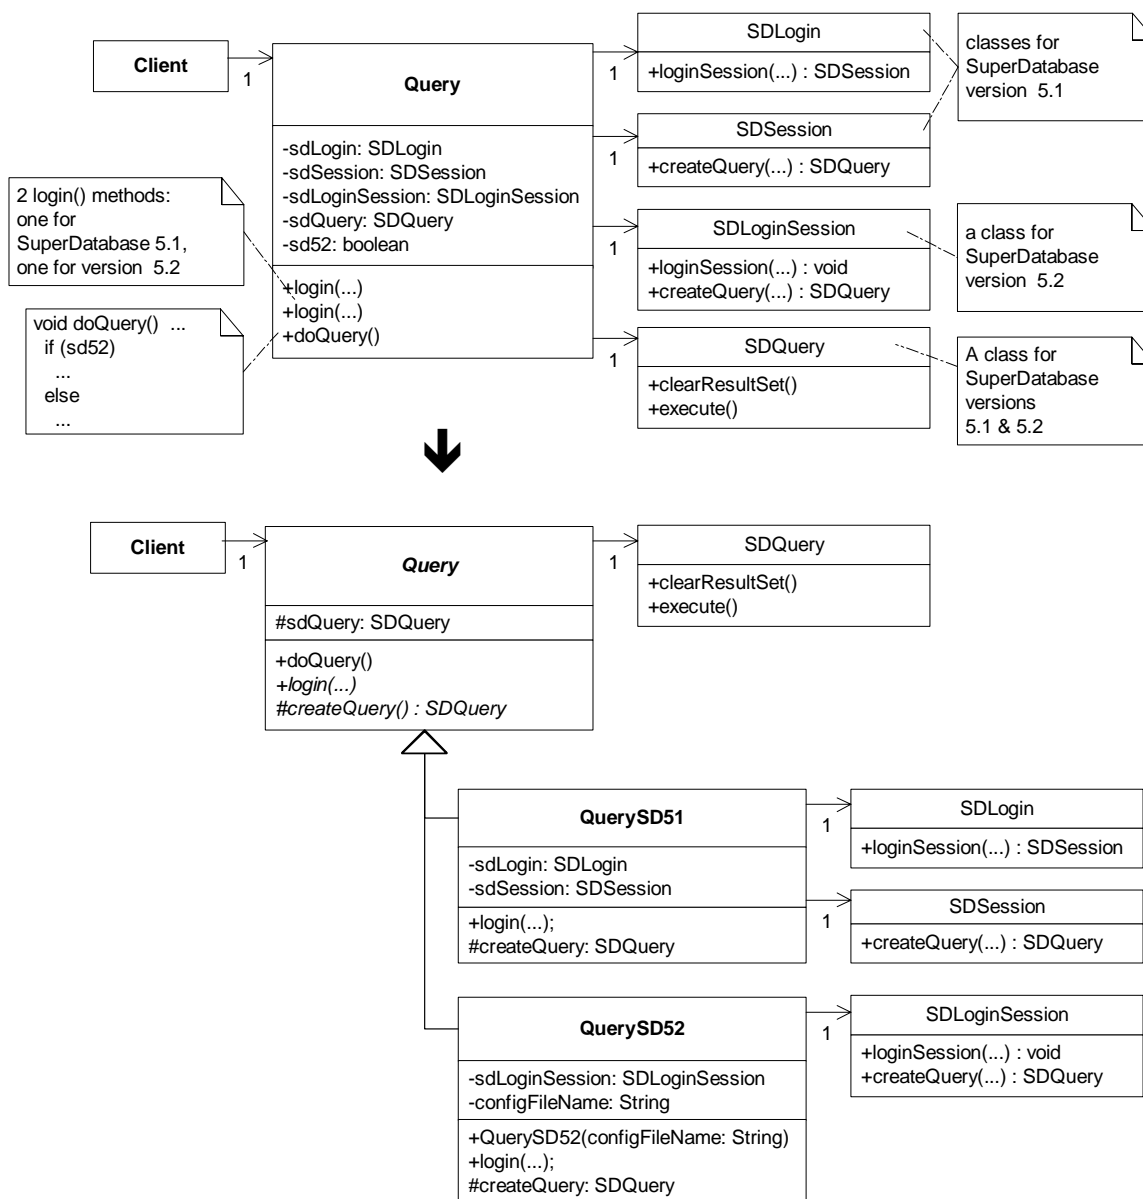 Client
1
Query
-sdLogin: SDLogin
-sdSession: SDSession
-sdLoginSession: SDLoginSession
-sdQuery: SDQuery
-sd52: boolean
+login(...)
+login(...)
+doQuery()
2 login() methods:
one for
SuperDatabase 5.1,
one for version 5.2
void doQuery() ...
if (sd52)
...
else
...
1
SDLogin
+loginSession(...) : SDSession
classes for
SuperDatabase
version 5.1
1
SDSession
+createQuery(...) : SDQuery
1
SDLoginSession
+loginSession(...) : void
+createQuery(...) : SDQuery
a class for
SuperDatabase
version 5.2
1
SDQuery
+clearResultSet()
+execute()
A class for
SuperDatabase
versions
5.1 & 5.2
Client
1
Query
#sdQuery: SDQuery
+doQuery()
+login(...)
#createQuery() : SDQuery
1
SDQuery
+clearResultSet()
+execute()
QuerySD51
-sdLogin: SDLogin
-sdSession: SDSession
+login(...);
#createQuery: SDQuery
1
SDLogin
+loginSession(...) : SDSession
1
SDSession
+createQuery(...) : SDQuery
QuerySD52
-sdLoginSession: SDLoginSession
-configFileName: String
+QuerySD52(configFileName: String)
+login(...);
#createQuery: SDQuery
1
SDLoginSession
+loginSession(...) : void
+createQuery(...) : SDQuery